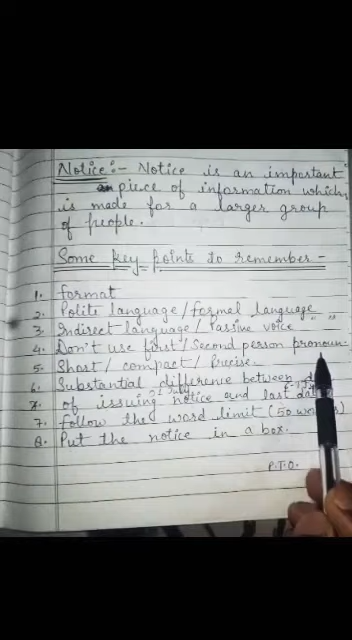 Notice :- Notice is an important
piece of information which
is made for a larger group
of people.
Some key points to remember -
1. Format
2. Polite language / formal language
3. Indirect language / Passive voice " "
4. Don't use first / Second person pronoun.
5. Short / compact / Precise.
6. Substantial difference between
of issuing notice and last
7. follow the word limit (50 words)
8. Put the notice in a box.
P.T.O.